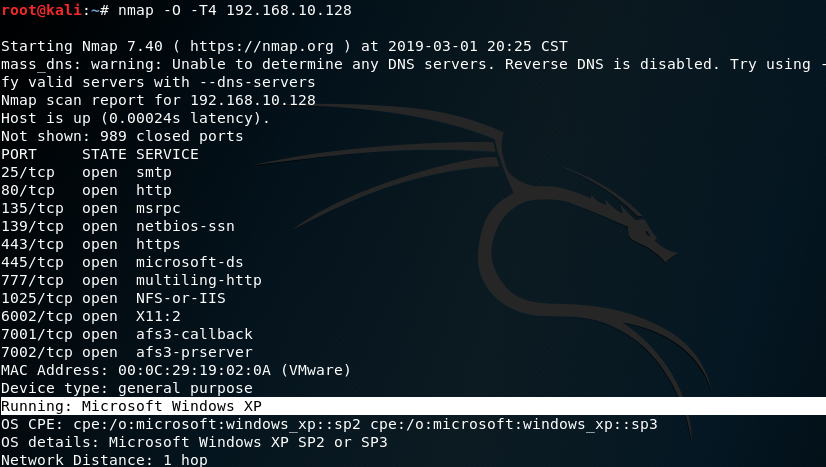 root@kali:~# nmap -O -T4 192.168.10.128
Starting Nmap 7.40 ( https://nmap.org ) at 2019-03-01 20:25 CST
mass_dns: warning: Unable to determine any DNS servers. Reverse DNS is disabled. Try using -
fy valid servers with --dns-servers
Nmap scan report for 192.168.10.128
Host is up (0.00024s latency).
Not shown: 989 closed ports
PORT     STATE SERVICE
25/tcp   open  smtp
80/tcp   open  http
135/tcp  open  msrpc
139/tcp  open  netbios-ssn
443/tcp  open  https
445/tcp  open  microsoft-ds
777/tcp  open  multiling-http
1025/tcp open  NFS-or-IIS
6002/tcp open  X11:2
7001/tcp open  afs3-callback
7002/tcp open  afs3-prserver
MAC Address: 00:0C:29:19:02:0A (VMware)
Device type: general purpose
Running: Microsoft Windows XP
OS CPE: cpe:/o:microsoft:windows_xp::sp2 cpe:/o:microsoft:windows_xp::sp3
OS details: Microsoft Windows XP SP2 or SP3
Network Distance: 1 hop